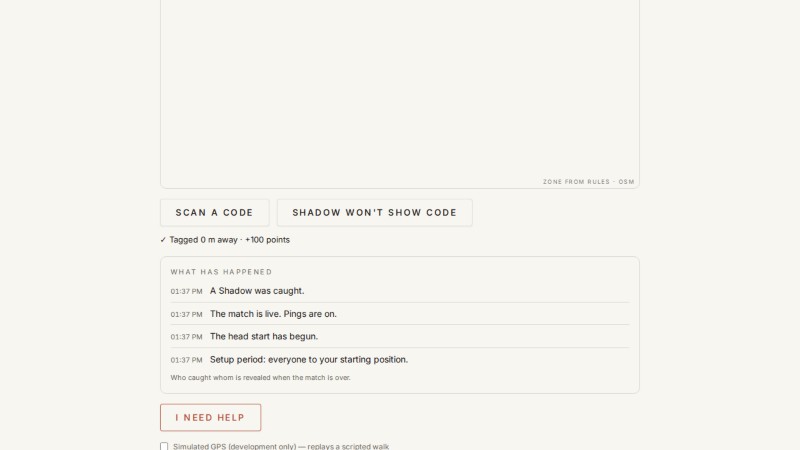 ZONE FROM RULES · OSM
SCAN A CODE
SHADOW WON'T SHOW CODE
✓ Tagged 0 m away · +100 points
WHAT HAS HAPPENED
01:37 PM A Shadow was caught.
01:37 PM The match is live. Pings are on.
01:37 PM The head start has begun.
01:37 PM Setup period: everyone to your starting position.
Who caught whom is revealed when the match is over.
I NEED HELP
Simulated GPS (development only) — replays a scripted walk